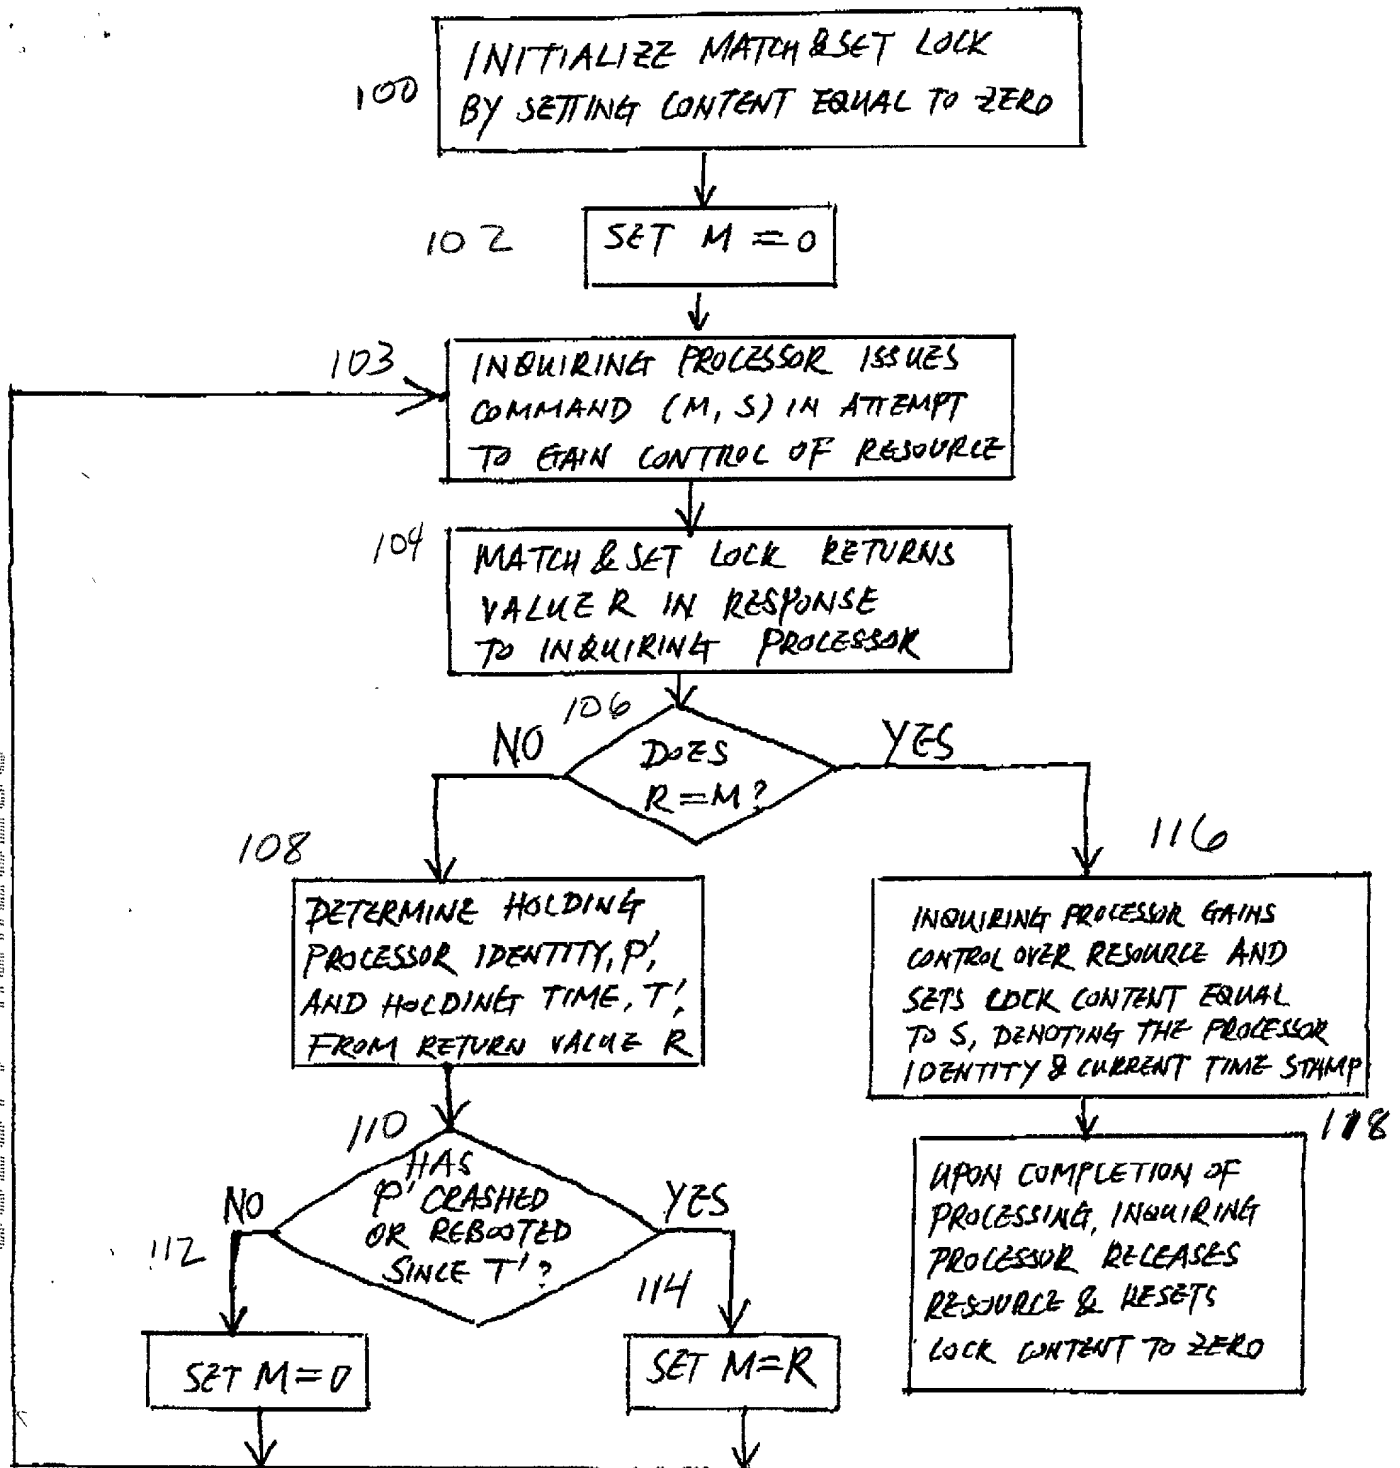 INITIALIZE MATCH & SET LOCK
100
BY SETTING CONTENT EQUAL TO ZERO
102
SET M = 0
103
INQUIRING PROCESSOR ISSUES
COMMAND (M, S) IN ATTEMPT
TO GAIN CONTROL OF RESOURCE
104
MATCH & SET LOCK RETURNS
VALUE R IN RESPONSE
TO INQUIRING PROCESSOR
106
NO
YES
DOES
R = M?
108
116
DETERMINE HOLDING
PROCESSOR IDENTITY, P',
AND HOLDING TIME, T',
FROM RETURN VALUE R
INQUIRING PROCESSOR GAINS
CONTROL OVER RESOURCE AND
SETS LOCK CONTENT EQUAL
TO S, DENOTING THE PROCESSOR
IDENTITY & CURRENT TIME STAMP
110
118
HAS
P' CRASHED
OR REBOOTED
SINCE T'?
NO
YES
112
114
SET M = 0
SET M = R
UPON COMPLETION OF
PROCESSING, INQUIRING
PROCESSOR RELEASES
RESOURCE & RESETS
LOCK CONTENT TO ZERO